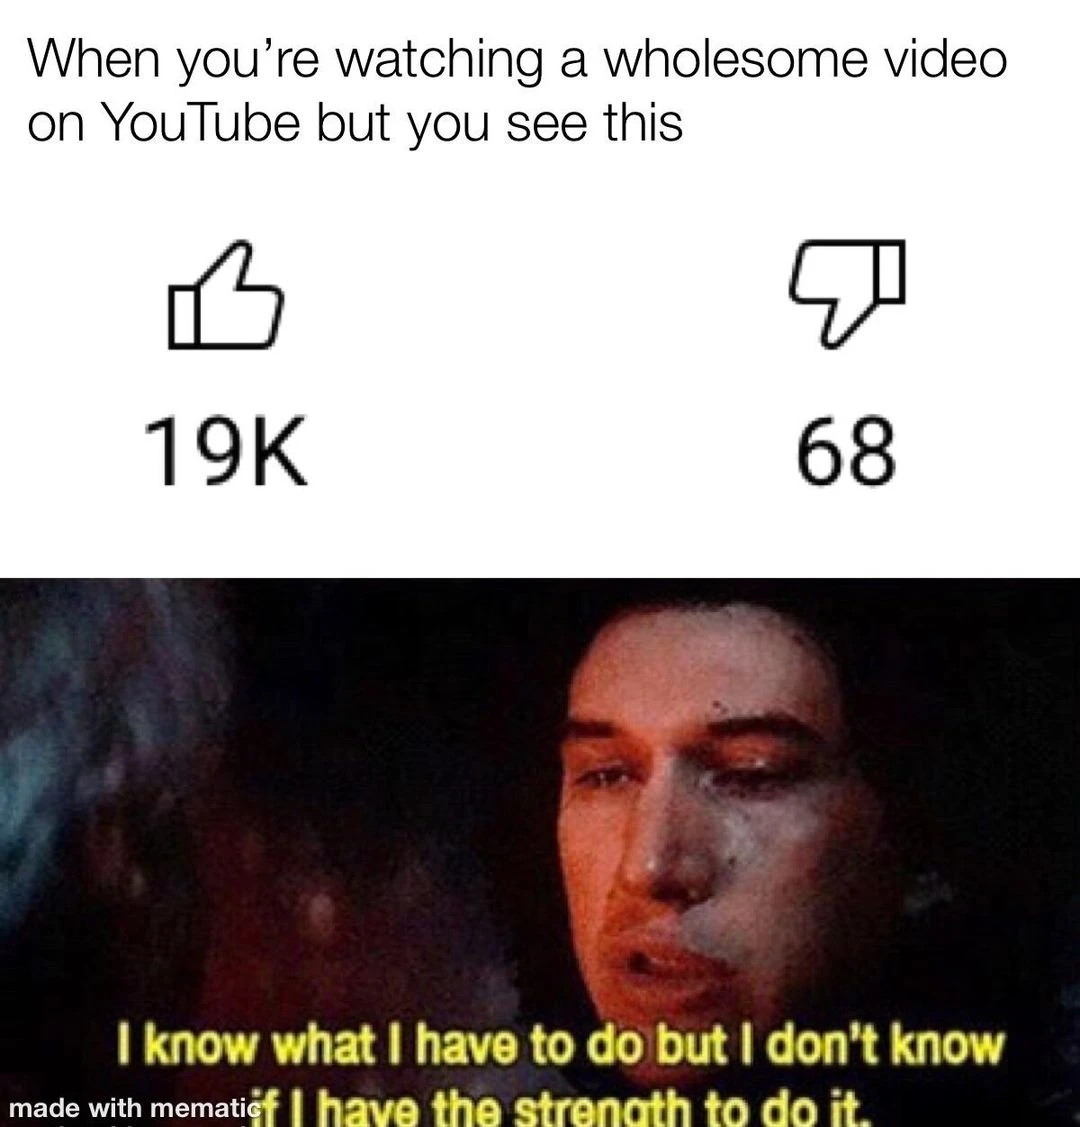 When you’re watching a wholesome video
on YouTube but you see this
19K 68
I know what I have to do but I don't know
made with mematic if I have the strength to do it.